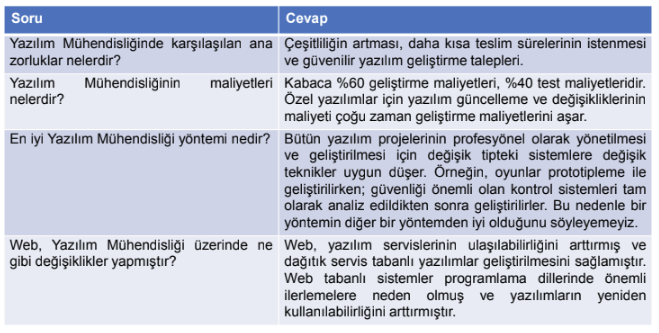 Soru
Cevap
Yazılım Mühendisliğinde karşılaşılan ana
zorluklar nelerdir?
Çeşitliliğin artması, daha kısa teslim sürelerinin istenmesi
ve güvenilir yazılım geliştirme talepleri.
Yazılım Mühendisliğinin maliyetleri
nelerdir?
Kabaca %60 geliştirme maliyetleri, %40 test maliyetleridir.
Özel yazılımlar için yazılım güncelleme ve değişikliklerinin
maliyeti çoğu zaman geliştirme maliyetlerini aşar.
En iyi Yazılım Mühendisliği yöntemi nedir?
Bütün yazılım projelerinin profesyonel olarak yönetilmesi
ve geliştirilmesi için değişik tipteki sistemlere değişik
teknikler uygun düşer. Örneğin, oyunlar prototipleme ile
geliştirilirken; güvenliği önemli olan kontrol sistemleri tam
olarak analiz edildikten sonra geliştirilirler. Bu nedenle bir
yöntemin diğer bir yöntemden iyi olduğunu söyleyemeyiz.
Web, Yazılım Mühendisliği üzerinde ne
gibi değişiklikler yapmıştır?
Web, yazılım servislerinin ulaşılabilirliğini arttırmış ve
dağıtık servis tabanlı yazılımlar geliştirilmesini sağlamıştır.
Web tabanlı sistemler programlama dillerinde önemli
ilerlemelere neden olmuş ve yazılımların yeniden
kullanılabilirliğini arttırmıştır.